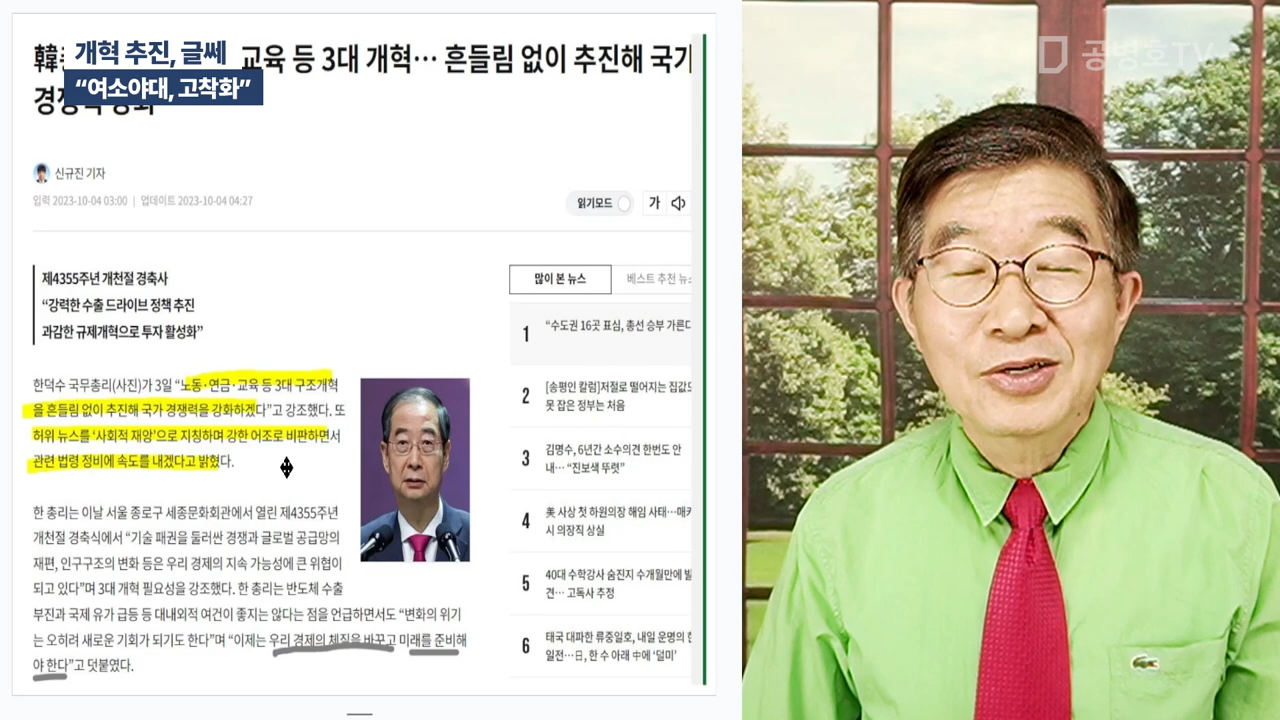 개혁 추진, 글쎄
“여소야대, 고착화”
韓 교육 등 3대 개혁… 흔들림 없이 추진해 국가
신규진 기자
입력 2023-10-04 03:00 | 업데이트 2023-10-04 04:27
읽기모드
가
제4355주년 개천절 경축사
“강력한 수출 드라이브 정책 추진
과감한 규제개혁으로 투자 활성화”
한덕수 국무총리(사진)가 3일 “노동·연금·교육 등 3대 구조개혁
을 흔들림 없이 추진해 국가 경쟁력을 강화하겠다”고 강조했다. 또
허위 뉴스를 ‘사회적 재앙’으로 지칭하며 강한 어조로 비판하면서
관련 법령 정비에 속도를 내겠다고 밝혔다.
한 총리는 이날 서울 종로구 세종문화회관에서 열린 제4355주년
개천절 경축식에서 “기술 패권을 둘러싼 경쟁과 글로벌 공급망의
재편, 인구구조의 변화 등은 우리 경제의 지속 가능성에 큰 위협이
되고 있다”며 3대 개혁 필요성을 강조했다. 한 총리는 반도체 수출
부진과 국제 유가 급등 등 대내외적 여건이 좋지는 않다는 점을 언급하면서도 “변화의 위기
는 오히려 새로운 기회가 되기도 한다”며 “이제는 우리 경제의 체질을 바꾸고 미래를 준비해
야 한다”고 덧붙였다.
많이 본 뉴스
베스트 추천 뉴스
1
“수도권 16곳 표심, 총선 승부 가른다
2
[송평인 칼럼]저절로 떨어지는 집값도
못 잡은 정부는 처음
3
김명수, 6년간 소수의견 한번도 안
내… “진보색 뚜렷”
4
美 사상 첫 하원의장 해임 사태…매카
시 의장직 상실
5
40대 수학강사 숨진지 수개월만에 발
견… 고독사 추정
6
태국 대파한 류중일호, 내일 운명의 한
일전…日, 한 수 아래 中에 ‘덜미’
공병호TV